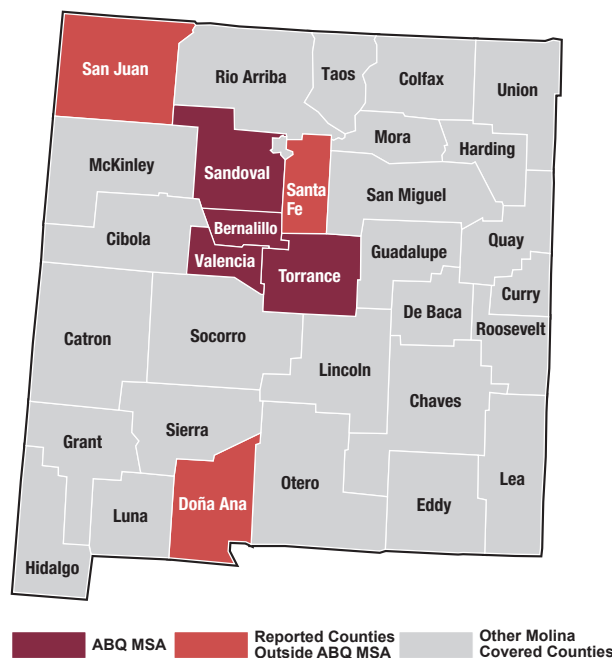 San Juan
Rio Arriba
Taos
Colfax
Union
Mora
Harding
McKinley
Sandoval
Santa
Fe
San Miguel
Bernalillo
Cibola
Valencia
Torrance
Guadalupe
Quay
Curry
De Baca
Roosevelt
Catron
Socorro
Lincoln
Chaves
Sierra
Grant
Doña Ana
Otero
Lea
Luna
Eddy
Hidalgo
ABQ MSA
Reported Counties
Outside ABQ MSA
Other Molina
Covered Counties